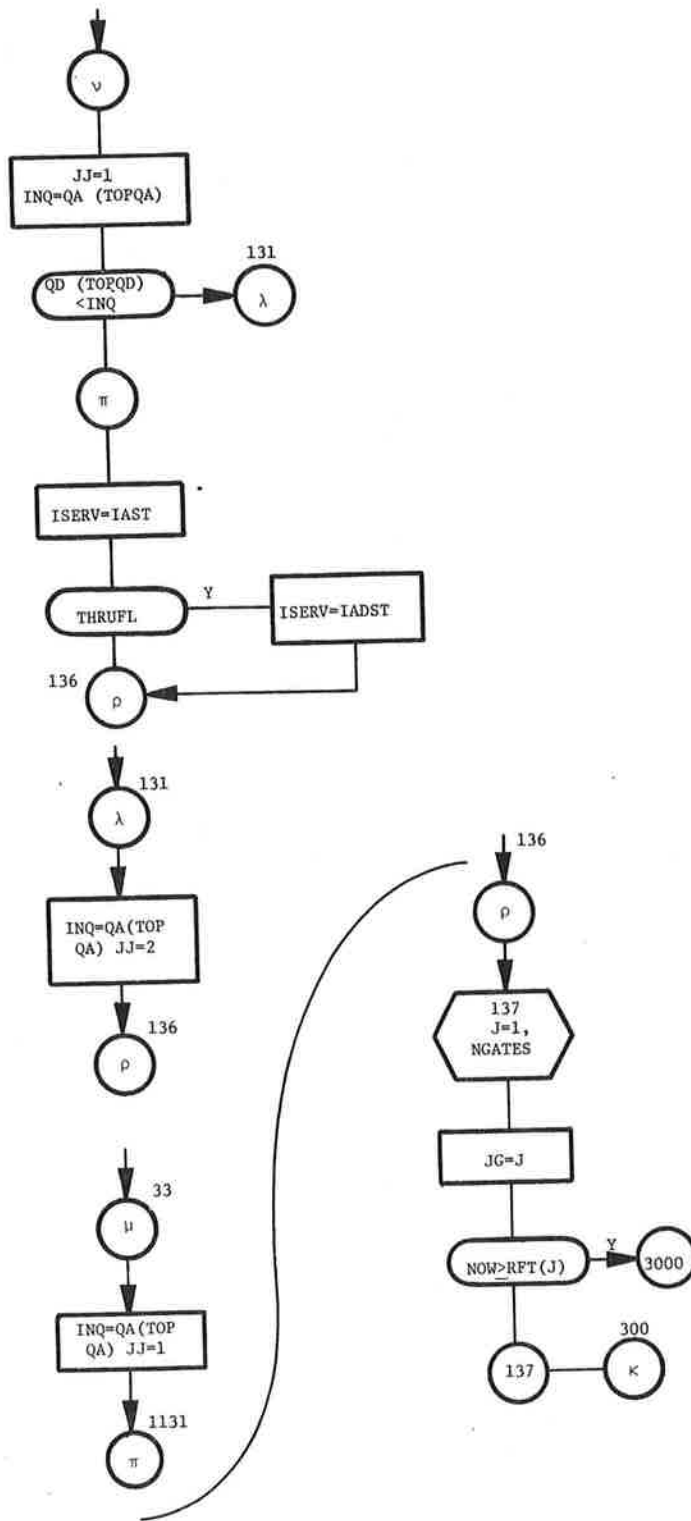 ν
JJ=1
INQ=QA (TOPQA)
QD (TOPQD)
<INQ
131
λ
π
ISERV=IAST
THRUFL
Y
ISERV=IADST
136
ρ
131
λ
INQ=QA(TOP
QA) JJ=2
136
ρ
33
μ
INQ=QA(TOP
QA) JJ=1
1131
π
136
ρ
137
J=1,
NGATES
JG=J
NOW≥RFT(J)
Y
3000
137
300
κ